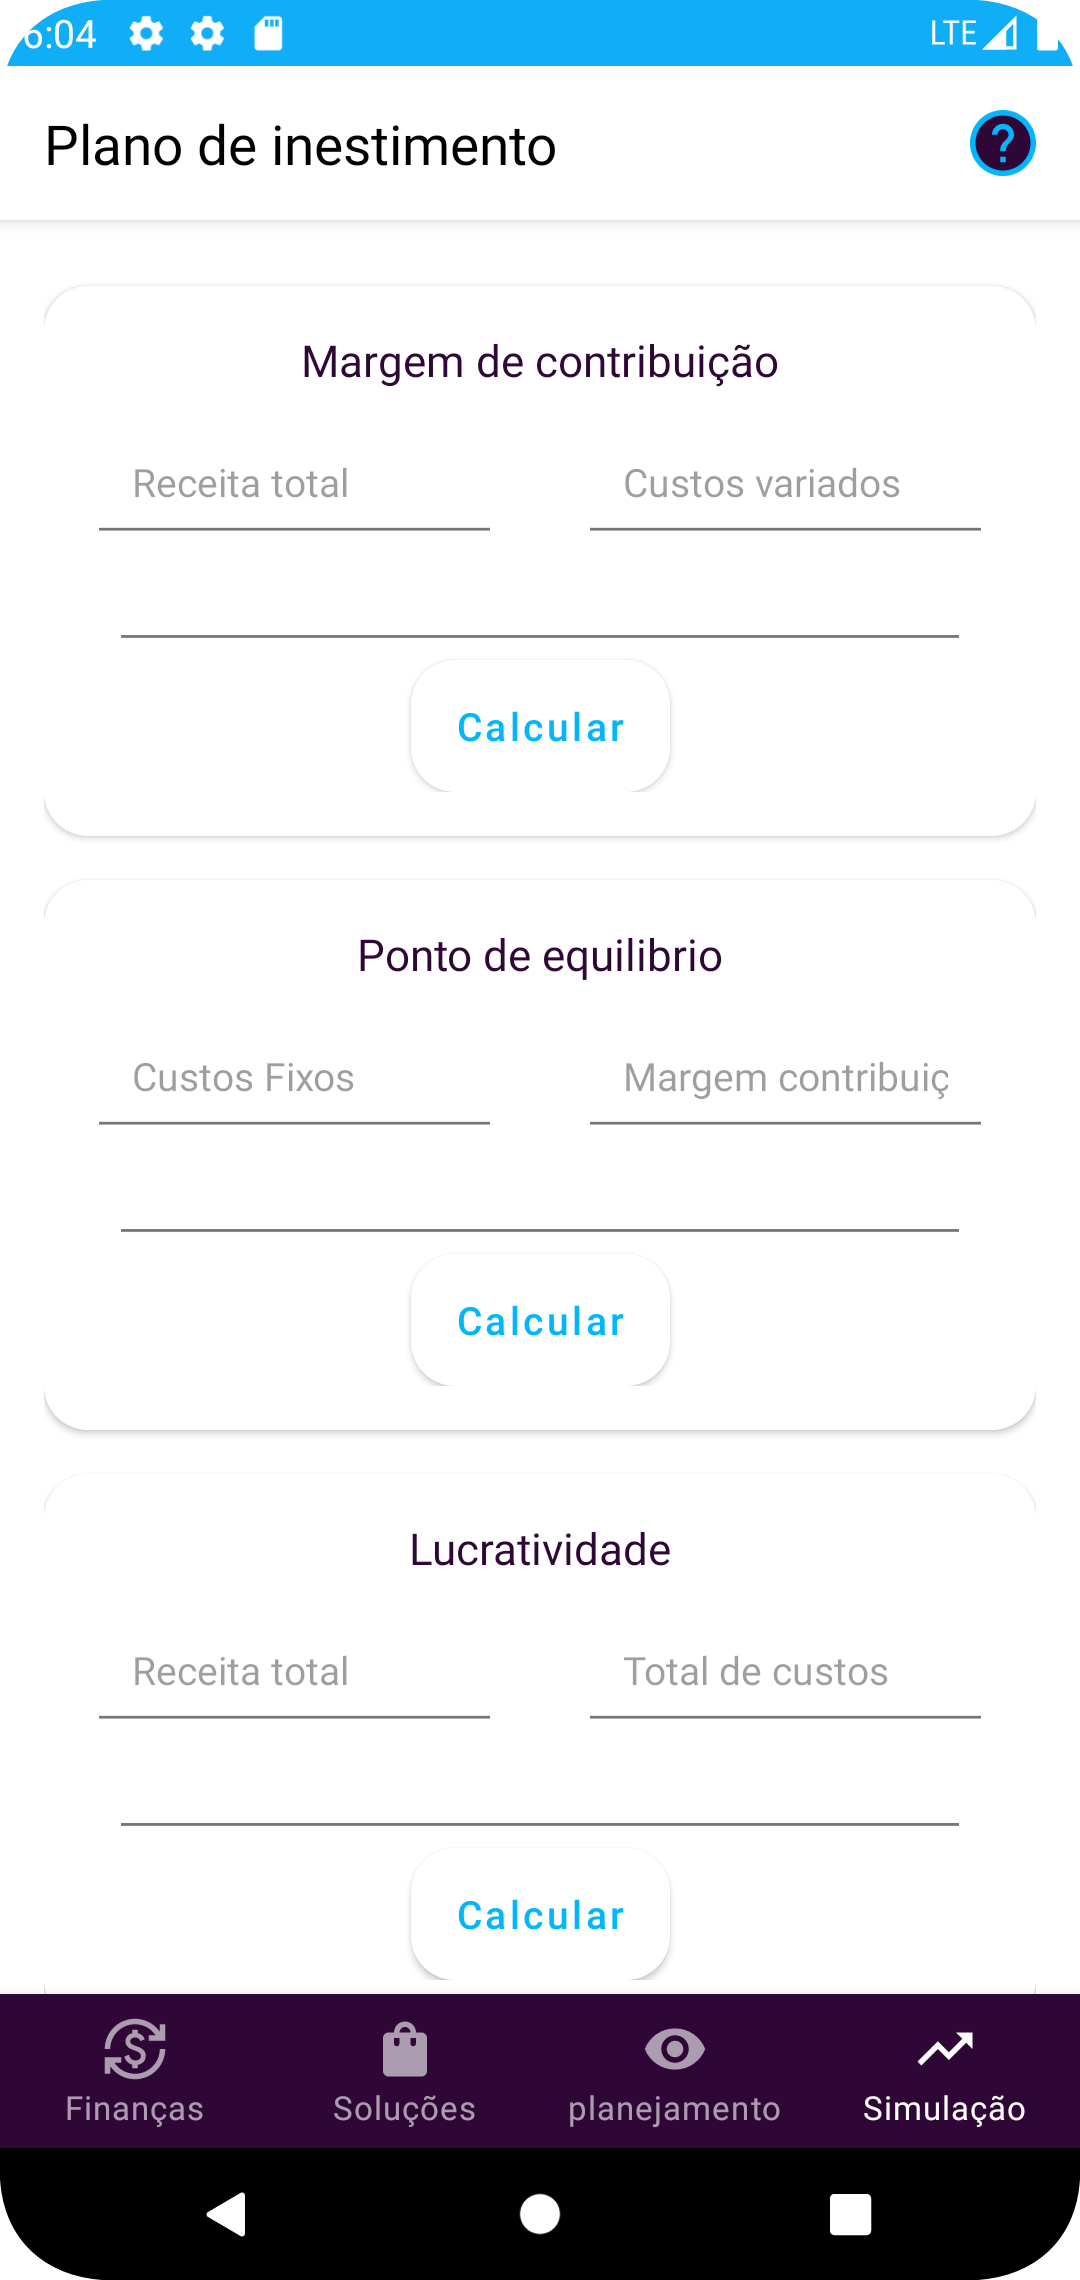 6:04 LTE
Plano de inestimento
?
Margem de contribuição
Receita total Custos variados
Calcular
Ponto de equilibrio
Custos Fixos Margem contribuiç
Calcular
Lucratividade
Receita total Total de custos
Calcular
Finanças Soluções planejamento Simulação